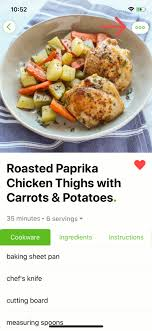 10:52
Roasted Paprika
Chicken Thighs with
Carrots & Potatoes.
35 minutes • 6 servings
Cookware Ingredients Instructions
baking sheet pan
chef's knife
cutting board
measuring spoons